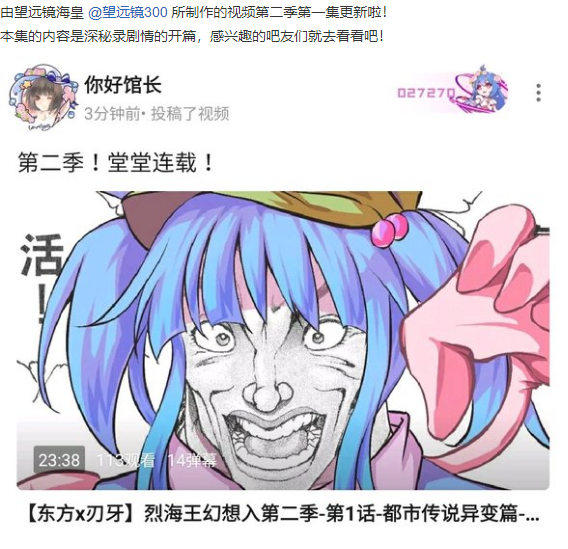 由望远镜海皇 @望远镜300 所制作的视频第二季第一集更新啦！
本集的内容是深秘录剧情的开篇，感兴趣的吧友们就去看看吧！
你好馆长
3分钟前· 投稿了视频
027270
第二季！堂堂连载！
活
！
23:38 113观看 14弹幕
【东方x刃牙】烈海王幻想入第二季-第1话-都市传说异变篇-...